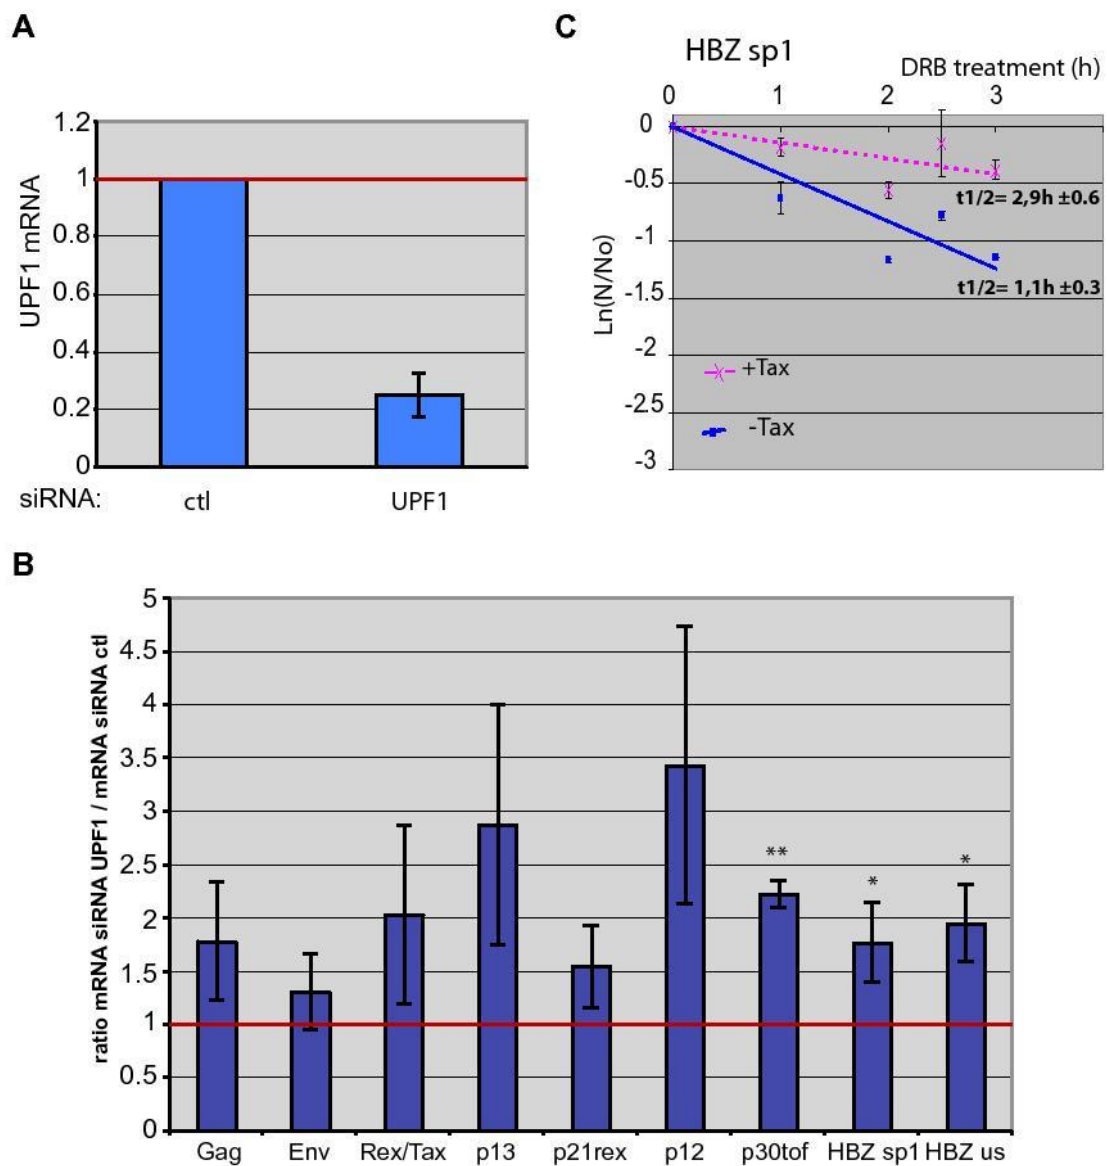 A
1.2
1
0.8
0.6
0.4
0.2
0
UPF1 mRNA
siRNA: ctl UPF1
C
HBZ sp1
DRB treatment (h)
0 1 2 3
0
-0.5
-1
-1.5
-2
-2.5
-3
Ln(N/No)
t1/2= 2,9h ±0.6
t1/2= 1,1h ±0.3
+Tax
-Tax
B
5
4.5
4
3.5
3
2.5
2
1.5
1
0.5
0
ratio mRNA siRNA UPF1 / mRNA siRNA ctl
** * *
Gag Env Rex/Tax p13 p21rex p12 p30tof HBZ sp1 HBZ us